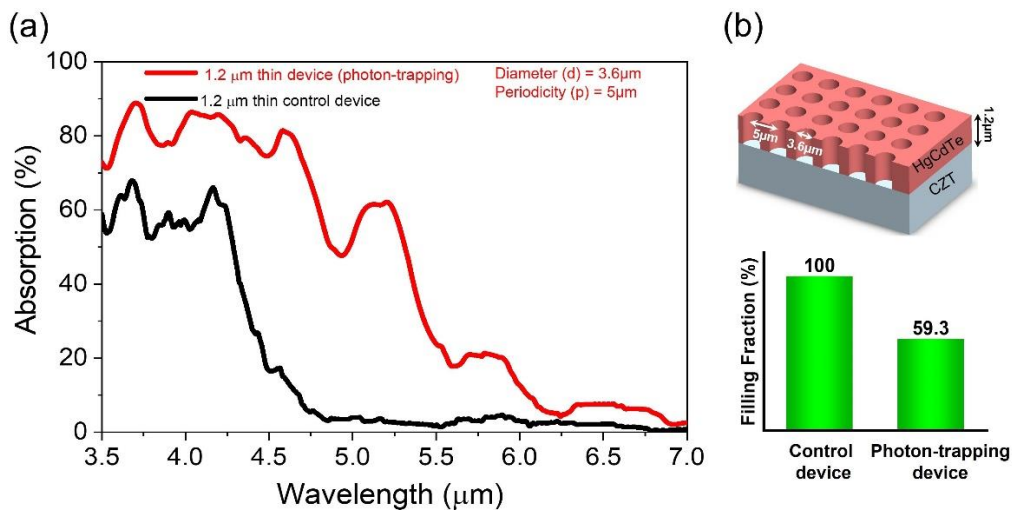 (a)
100
80
60
40
20
0
Absorption (%)
1.2 μm thin device (photon-trapping)
1.2 μm thin control device
Diameter (d) = 3.6μm
Periodicity (p) = 5μm
3.5 4.0 4.5 5.0 5.5 6.0 6.5 7.0
Wavelength (μm)
(b)
5μm
3.6μm
1.2μm
HgCdTe
CZT
Filling Fraction (%)
100
59.3
Control Photon-trapping
device device